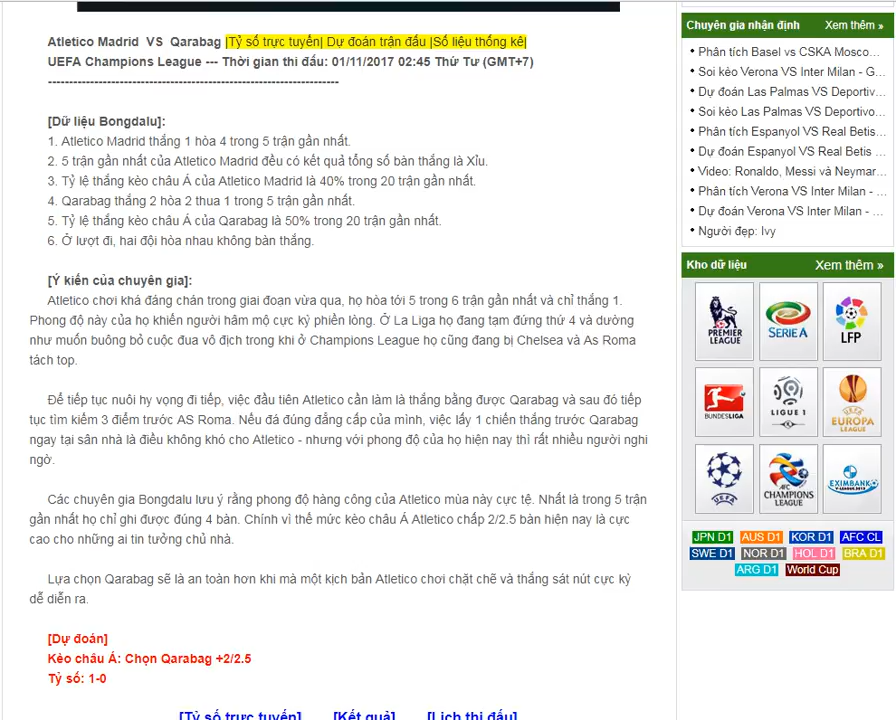 Atletico Madrid VS Qarabag |Tỷ số trực tuyến| Dự đoán trận đấu |Số liệu thống kê|
UEFA Champions League --- Thời gian thi đấu: 01/11/2017 02:45 Thứ Tư (GMT+7)
---------------------------------------------------------------------
[Dữ liệu Bongdalu]:
1. Atletico Madrid thắng 1 hòa 4 trong 5 trận gần nhất.
2. 5 trận gần nhất của Atletico Madrid đều có kết quả tổng số bàn thắng là Xỉu.
3. Tỷ lệ thắng kèo châu Á của Atletico Madrid là 40% trong 20 trận gần nhất.
4. Qarabag thắng 2 hòa 2 thua 1 trong 5 trận gần nhất.
5. Tỷ lệ thắng kèo châu Á của Qarabag là 50% trong 20 trận gần nhất.
6. Ở lượt đi, hai đội hòa nhau không bàn thắng.
[Ý kiến của chuyên gia]:
Atletico chơi khá đáng chán trong giai đoạn vừa qua, họ hòa tới 5 trong 6 trận gần nhất và chỉ thắng 1.
Phong độ này của họ khiến người hâm mộ cực kỳ phiền lòng. Ở La Liga họ đang tạm đứng thứ 4 và dường
như muốn buông bỏ cuộc đua vô địch trong khi ở Champions League họ cũng đang bị Chelsea và As Roma
tách top.
Để tiếp tục nuôi hy vọng đi tiếp, việc đầu tiên Atletico cần làm là thắng bằng được Qarabag và sau đó tiếp
tục tìm kiếm 3 điểm trước AS Roma. Nếu đá đúng đẳng cấp của mình, việc lấy 1 chiến thắng trước Qarabag
ngay tại sân nhà là điều không khó cho Atletico - nhưng với phong độ của họ hiện nay thì rất nhiều người nghi
ngờ.
Các chuyên gia Bongdalu lưu ý rằng phong độ hàng công của Atletico mùa này cực tệ. Nhất là trong 5 trận
gần nhất họ chỉ ghi được đúng 4 bàn. Chính vì thế mức kèo châu Á Atletico chấp 2/2.5 bàn hiện nay là cực
cao cho những ai tin tưởng chủ nhà.
Lựa chọn Qarabag sẽ là an toàn hơn khi mà một kịch bản Atletico chơi chặt chẽ và thắng sát nút cực kỳ
dễ diễn ra.
[Dự đoán]
Kèo châu Á: Chọn Qarabag +2/2.5
Tỷ số: 1-0
[Tỷ số trực tuyến] [Kết quả] [Lịch thi đấu]
Chuyên gia nhận định Xem thêm »
Phân tích Basel vs CSKA Mosco...
Soi kèo Verona VS Inter Milan - G...
Dự đoán Las Palmas VS Deportiv...
Soi kèo Las Palmas VS Deportivo...
Phân tích Espanyol VS Real Betis...
Dự đoán Espanyol VS Real Betis ...
Video: Ronaldo, Messi và Neymar...
Phân tích Verona VS Inter Milan - ...
Dự đoán Verona VS Inter Milan - ...
Người đẹp: Ivy
Kho dữ liệu Xem thêm »
PREMIER LEAGUE
SERIE A
LFP
BUNDESLIGA
LIGUE 1
UEFA EUROPA LEAGUE
UEFA
AFC CHAMPIONS LEAGUE
EXIMBANK
V-LEAGUE 2012
JPN D1 AUS D1 KOR D1 AFC CL
SWE D1 NOR D1 HOL D1 BRA D1
ARG D1 World Cup